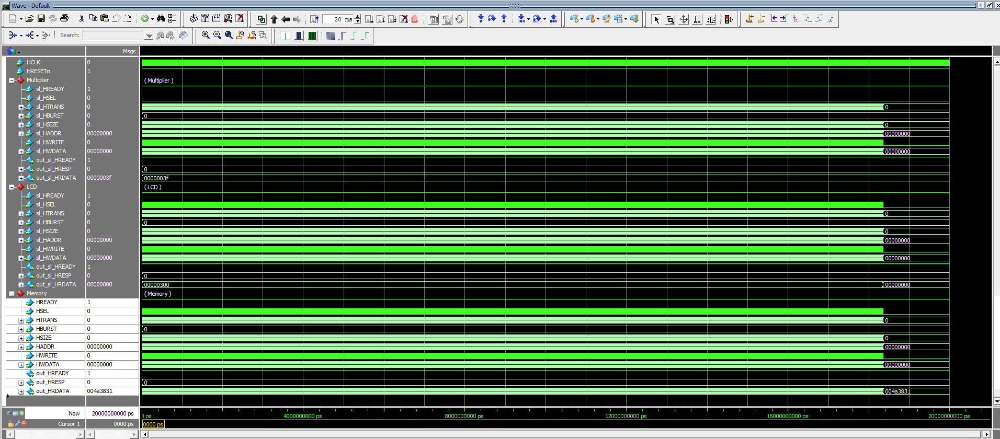 Wave - Default
20 ms
Search:
Msgs
HCLK 0
HRESETn 1
Multiplier ( Multiplier )
sl_HREADY 1
sl_HSEL 0
sl_HTRANS 0 0
sl_HBURST 0 0
sl_HSIZE 0 0
sl_HADDR 00000000 00000000
sl_HWRITE 0
sl_HWDATA 00000000 00000000
out_sl_HREADY 1
out_sl_HRESP 0 0
out_sl_HRDATA 0000003f 0000003f
LCD ( LCD )
sl_HREADY 1
sl_HSEL 0
sl_HTRANS 0 0
sl_HBURST 0 0
sl_HSIZE 0 0
sl_HADDR 00000000 00000000
sl_HWRITE 0
sl_HWDATA 00000000 00000000
out_sl_HREADY 1
out_sl_HRESP 0 0
out_sl_HRDATA 00000000 00000300 00000000
Memory ( Memory )
HREADY 1
HSEL 0
HTRANS 0 0
HBURST 0 0
HSIZE 0 0
HADDR 00000000 00000000
HWRITE 0
HWDATA 00000000 00000000
out_HREADY 1
out_HRESP 0 0
out_HRDATA 004a3831 004a3831
Now 20000000000 ps 0 ps 4000000000 ps 8000000000 ps 12000000000 ps 16000000000 ps 20000000000 ps
Cursor 1 0000 ps 0000 ps